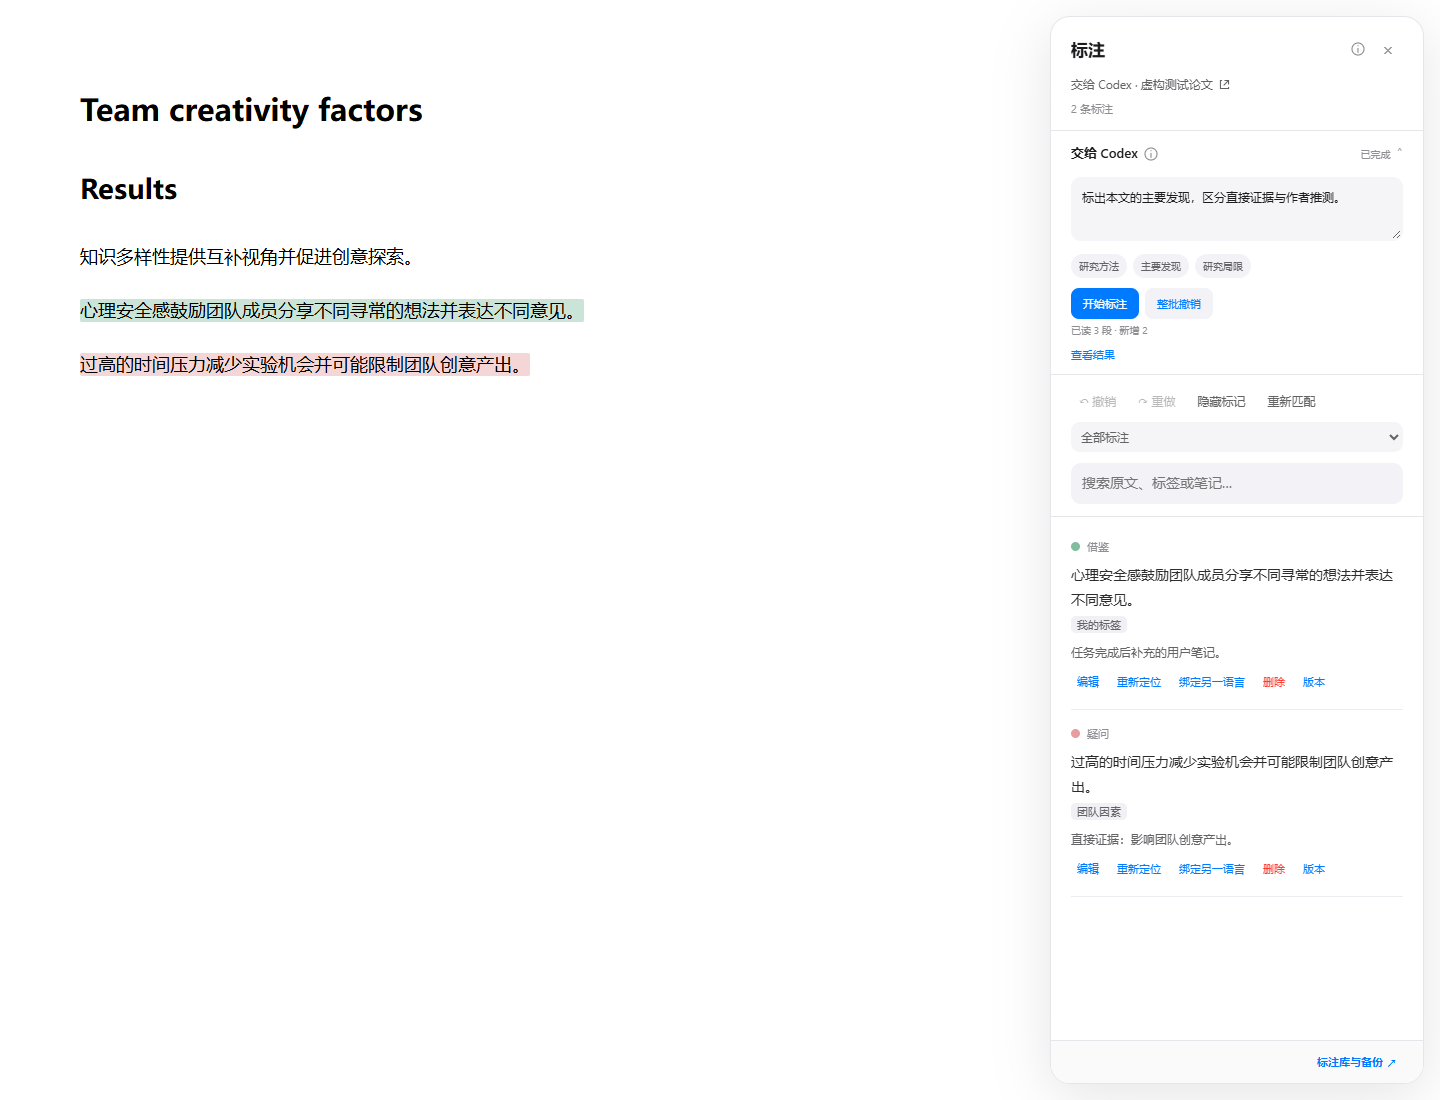 Team creativity factors
Results
知识多样性提供互补视角并促进创意探索。
心理安全感鼓励团队成员分享不同寻常的想法并表达不同意见。
过高的时间压力减少实验机会并可能限制团队创意产出。
标注
交给 Codex · 虚构测试论文
2 条标注
交给 Codex
已完成
标出本文的主要发现，区分直接证据与作者推测。
研究方法 主要发现 研究局限
开始标注 整批撤销
已读 3 段 · 新增 2
查看结果
撤销 重做 隐藏标记 重新匹配
全部标注
搜索原文、标签或笔记...
借鉴
心理安全感鼓励团队成员分享不同寻常的想法并表达
不同意见。
我的标签
任务完成后补充的用户笔记。
编辑 重新定位 绑定另一语言 删除 版本
疑问
过高的时间压力减少实验机会并可能限制团队创意产
出。
团队因素
直接证据：影响团队创意产出。
编辑 重新定位 绑定另一语言 删除 版本
标注库与备份 ↗